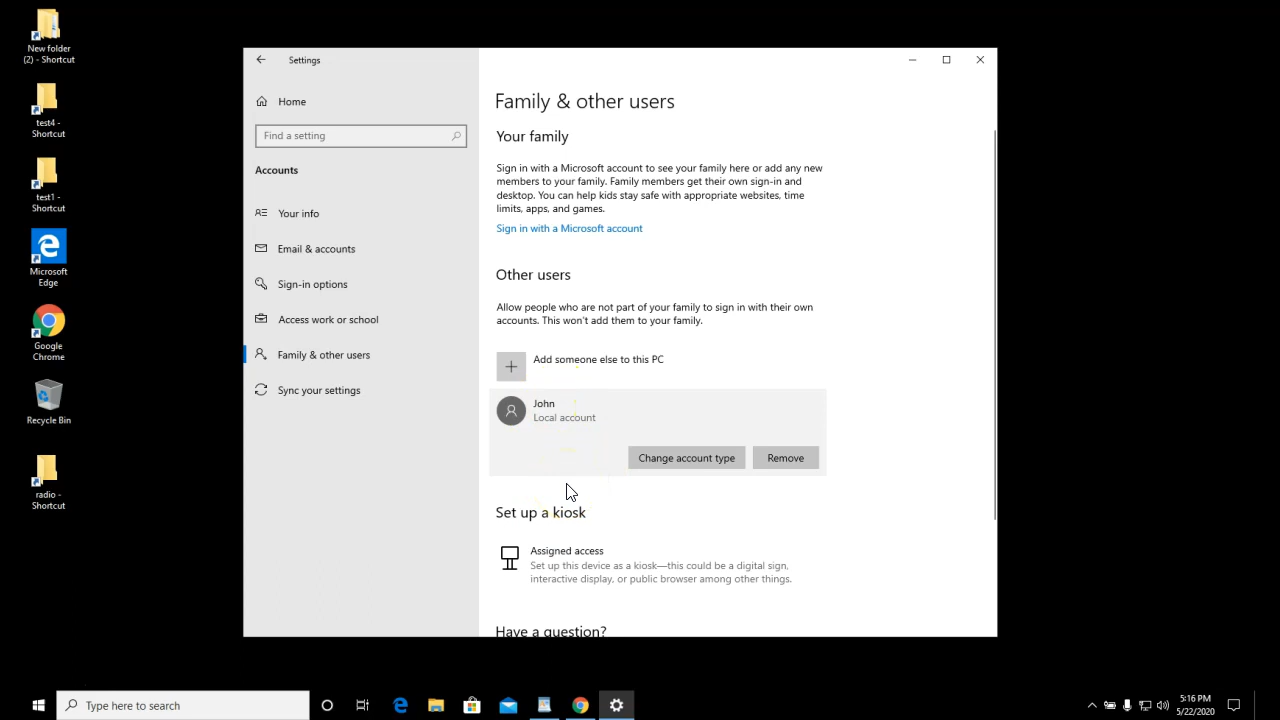 New folder
(2) - Shortcut
test4 -
Shortcut
test1 -
Shortcut
Microsoft
Edge
Google
Chrome
Recycle Bin
radio -
Shortcut
Settings
Home
Find a setting
Accounts
Your info
Email & accounts
Sign-in options
Access work or school
Family & other users
Sync your settings
Family & other users
Your family
Sign in with a Microsoft account to see your family here or add any new
members to your family. Family members get their own sign-in and
desktop. You can help kids stay safe with appropriate websites, time
limits, apps, and games.
Sign in with a Microsoft account
Other users
Allow people who are not part of your family to sign in with their own
accounts. This won't add them to your family.
Add someone else to this PC
John
Local account
Change account type
Remove
Set up a kiosk
Assigned access
Set up this device as a kiosk—this could be a digital sign,
interactive display, or public browser among other things.
Have a question?
Type here to search
5:16 PM
5/22/2020